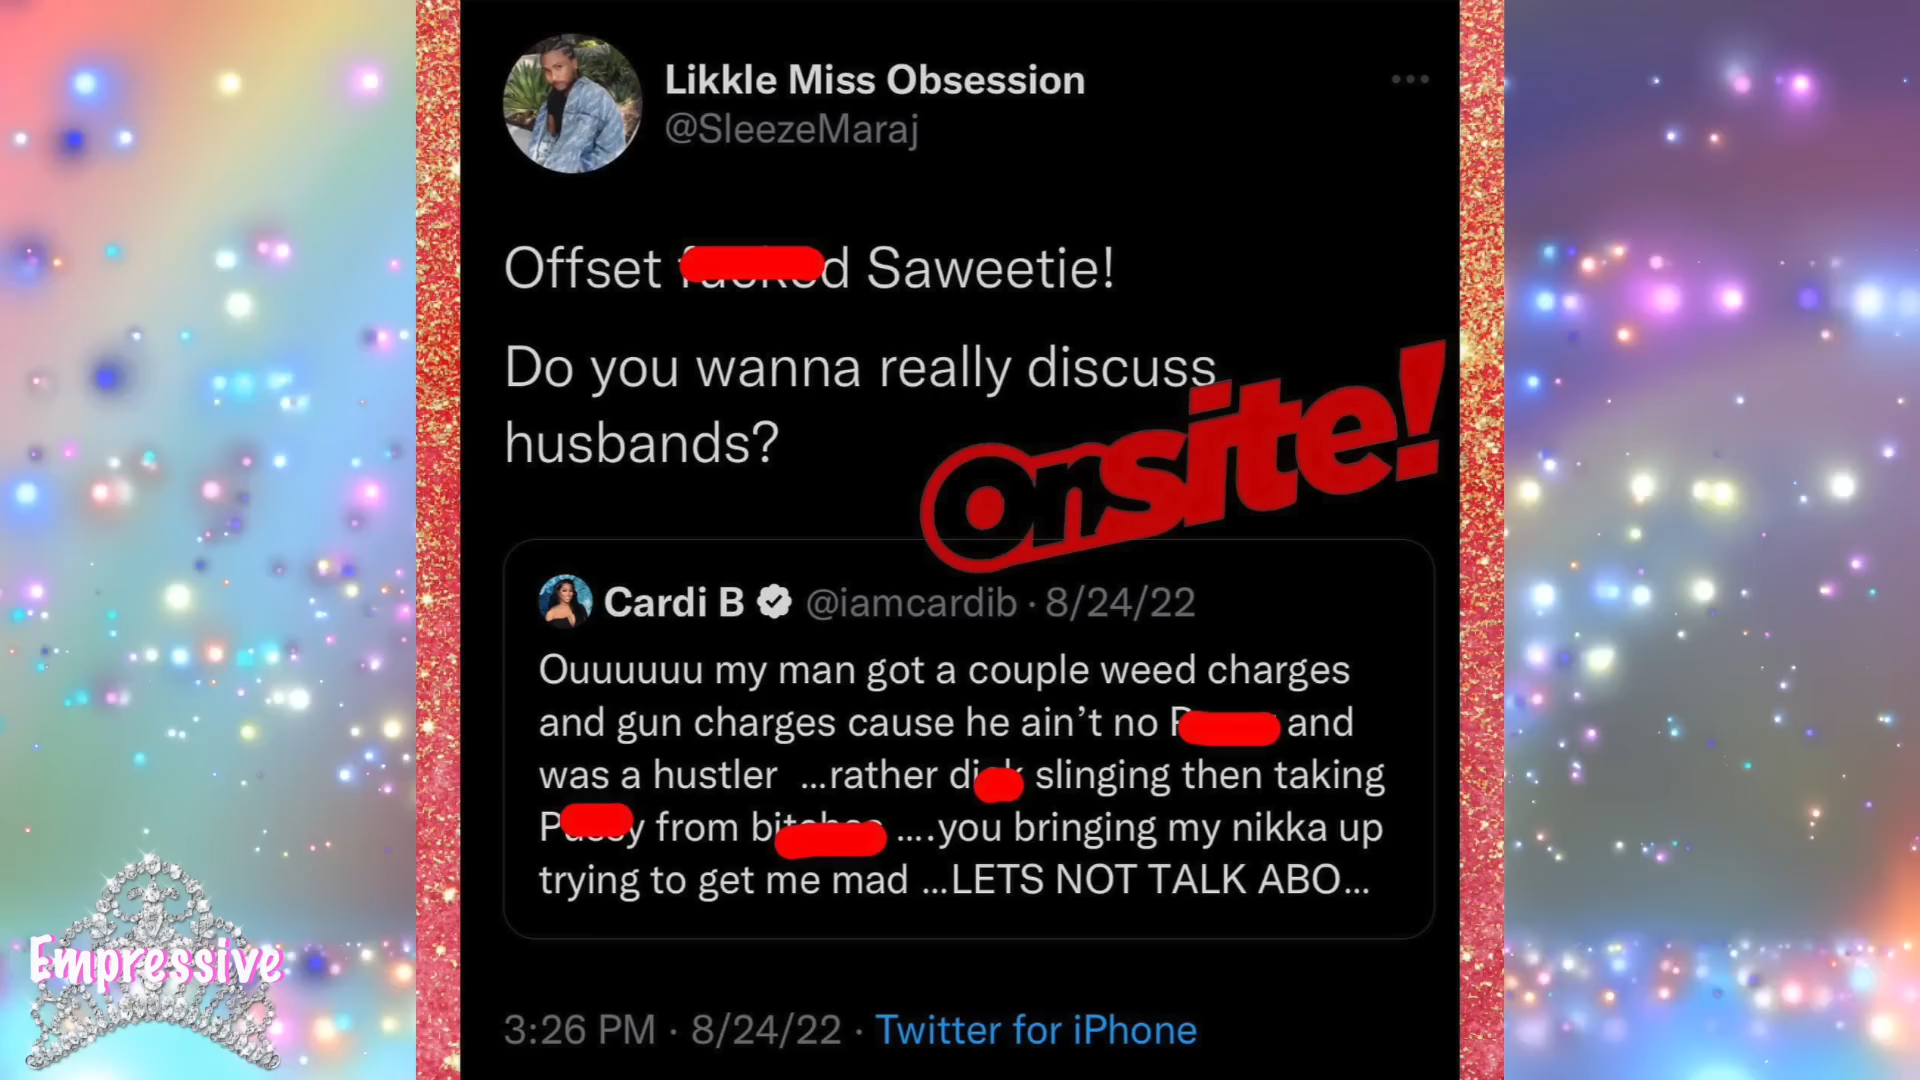 Likkle Miss Obsession
@SleezeMaraj
Offset d Saweetie!
Do you wanna really discuss
husbands?
Onsite!
Cardi B @iamcardib · 8/24/22
Ouuuuuu my man got a couple weed charges
and gun charges cause he ain't no and
was a hustler ...rather slinging then taking
from ....you bringing my nikka up
trying to get me mad ...LETS NOT TALK ABO...
3:26 PM · 8/24/22 · Twitter for iPhone
Empressive